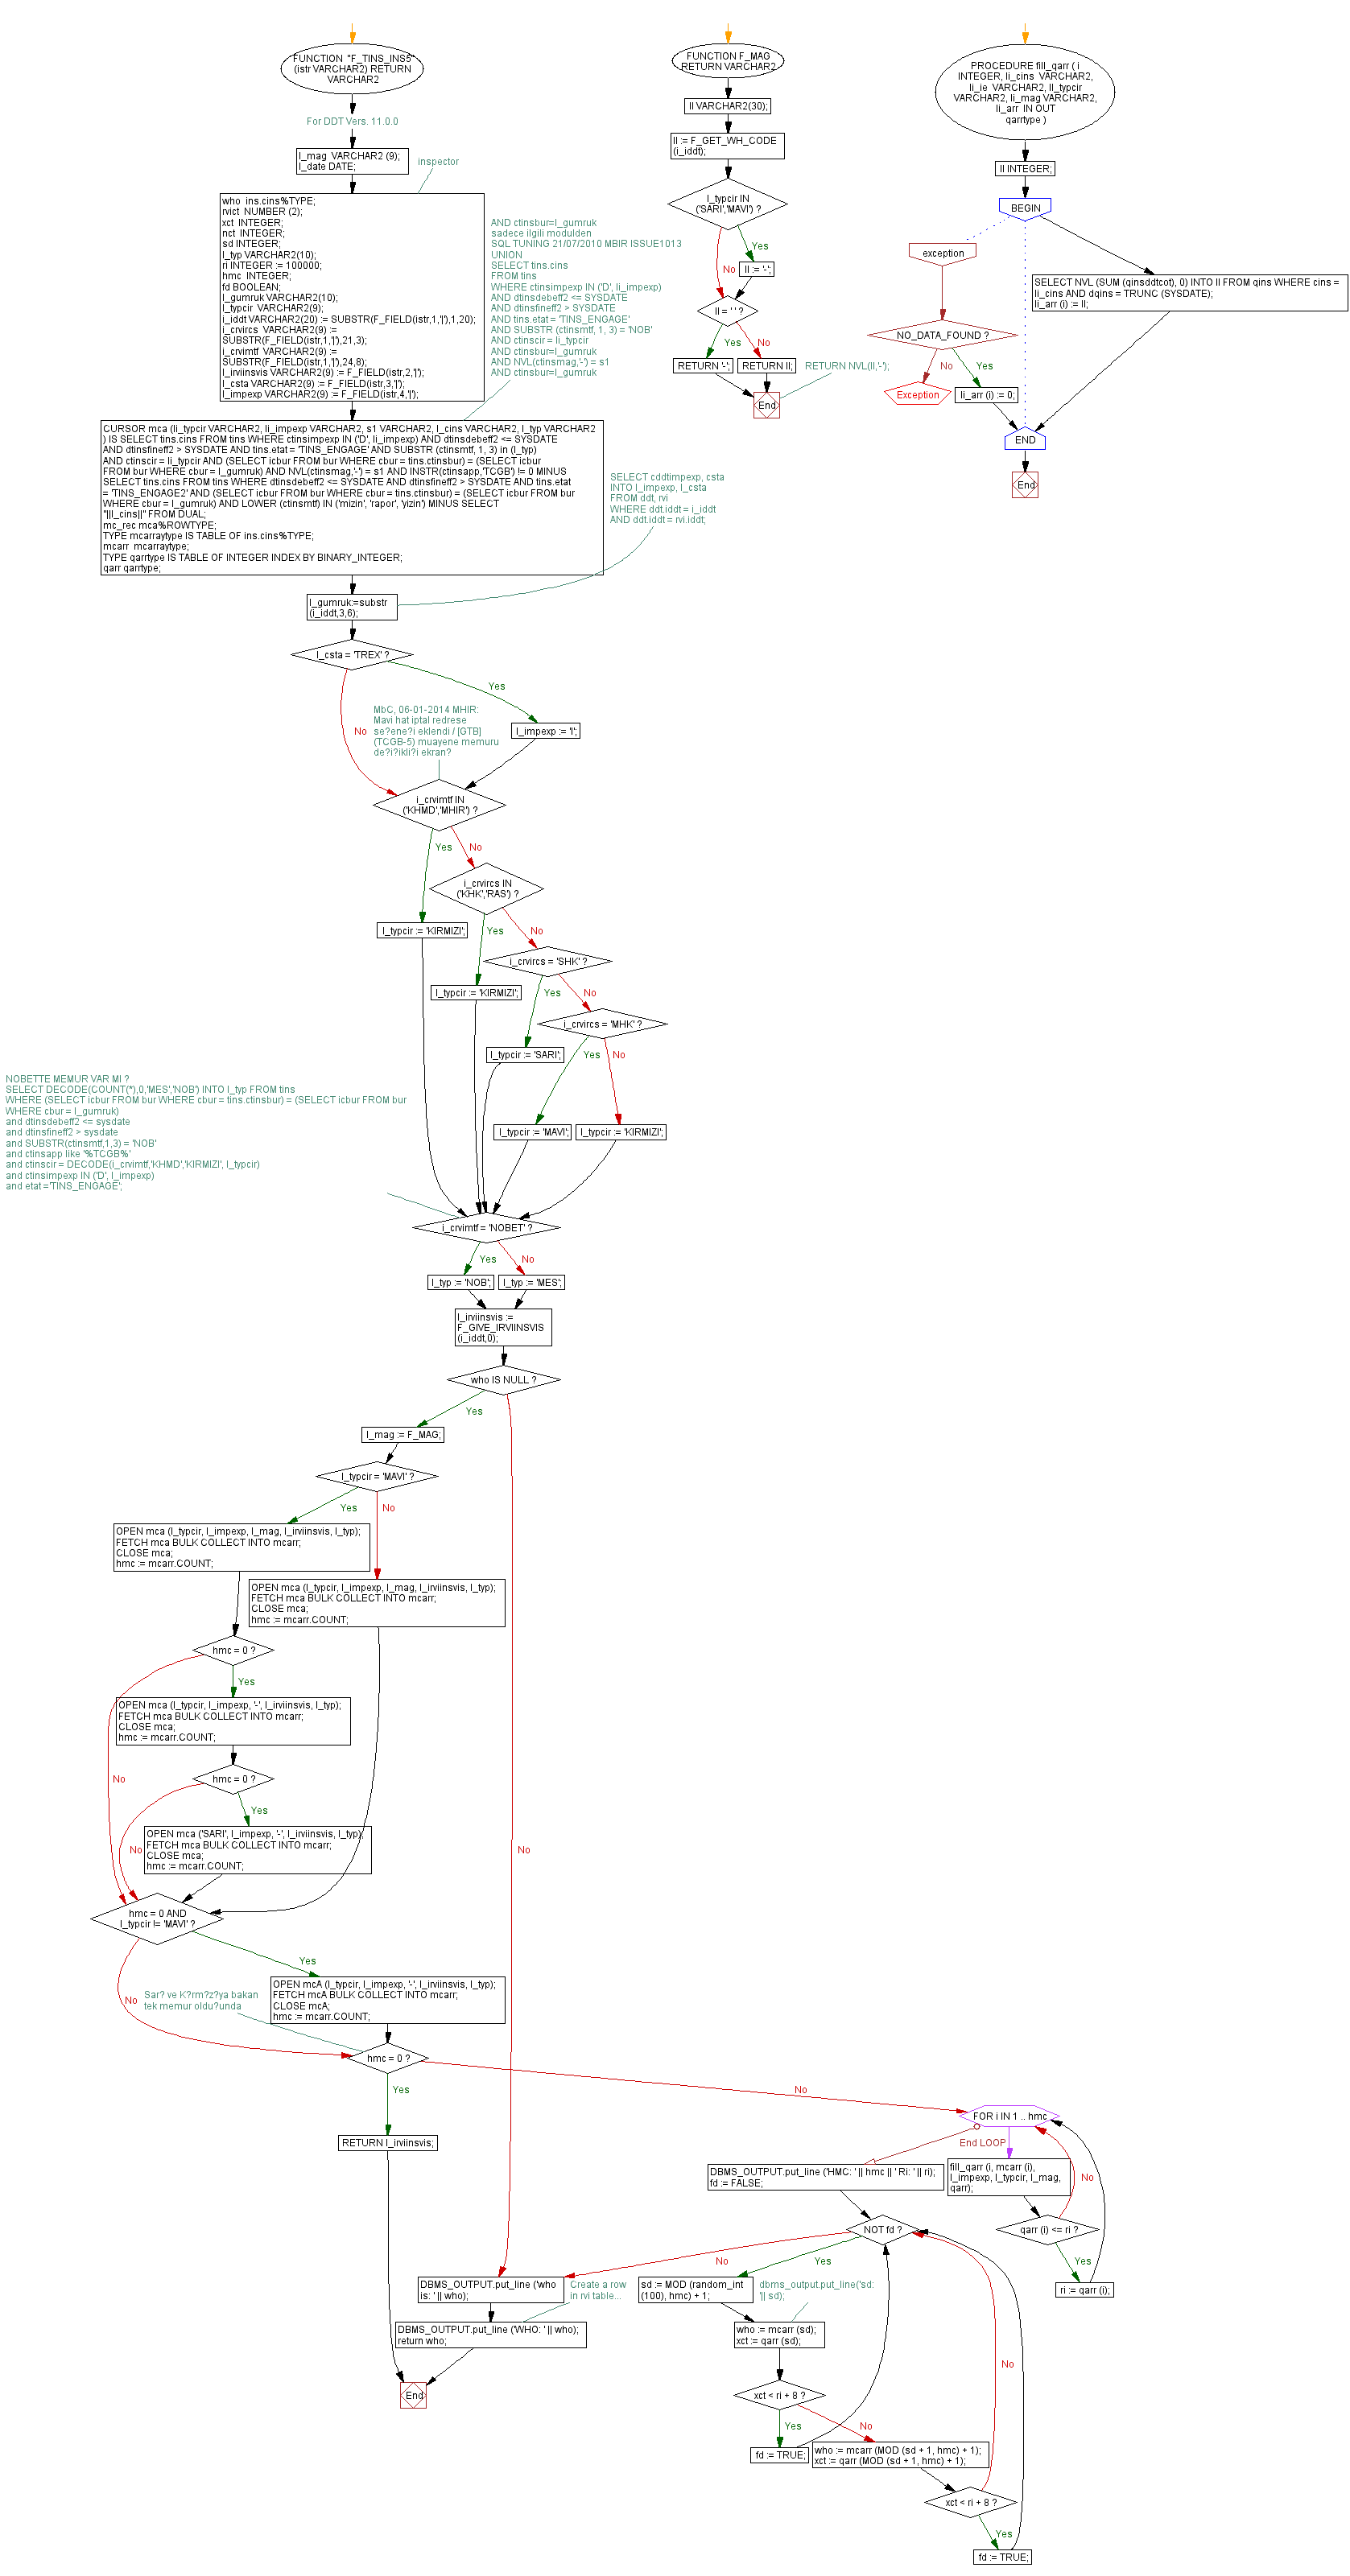 FUNCTION "F_TINS_INS5"
(istr VARCHAR2) RETURN
VARCHAR2
For DDT Vers. 11.0.0
l_mag VARCHAR2 (9);
l_date DATE;
inspector
who ins.cins%TYPE;
rvict NUMBER (2);
xct INTEGER;
nct INTEGER;
sd INTEGER;
l_typ VARCHAR2(10);
ri INTEGER := 100000;
hmc INTEGER;
fd BOOLEAN;
l_gumruk VARCHAR2(10);
l_typcir VARCHAR2(9);
i_iddt VARCHAR2(20) := SUBSTR(F_FIELD(istr,1,'|'),1,20);
i_crvircs VARCHAR2(9) :=
SUBSTR(F_FIELD(istr,1,'|'),21,3);
i_crvimtf VARCHAR2(9) :=
SUBSTR(F_FIELD(istr,1,'|'),24,8);
l_irviinsvis VARCHAR2(9) := F_FIELD(istr,2,'|');
l_csta VARCHAR2(9) := F_FIELD(istr,3,'|');
l_impexp VARCHAR2(9) := F_FIELD(istr,4,'|');
AND ctinsbur=l_gumruk
sadece ilgili modulden
SQL TUNING 21/07/2010 MBIR ISSUE1013
UNION
SELECT tins.cins
FROM tins
WHERE ctinsimpexp IN ('D', li_impexp)
AND dtinsdebeff2 <= SYSDATE
AND dtinsfineff2 > SYSDATE
AND tins.etat = 'TINS_ENGAGE'
AND SUBSTR (ctinsmtf, 1, 3) = 'NOB'
AND ctinscir = li_typcir
AND ctinsbur=l_gumruk
AND NVL(ctinsmag,'-') = s1
AND ctinsbur=l_gumruk
CURSOR mca (li_typcir VARCHAR2, li_impexp VARCHAR2, s1 VARCHAR2, l_cins VARCHAR2, l_typ VARCHAR2
) IS SELECT tins.cins FROM tins WHERE ctinsimpexp IN ('D', li_impexp) AND dtinsdebeff2 <= SYSDATE
AND dtinsfineff2 > SYSDATE AND tins.etat = 'TINS_ENGAGE' AND SUBSTR (ctinsmtf, 1, 3) in (l_typ)
AND ctinscir = li_typcir AND (SELECT icbur FROM bur WHERE cbur = tins.ctinsbur) = (SELECT icbur
FROM bur WHERE cbur = l_gumruk) AND NVL(ctinsmag,'-') = s1 AND INSTR(ctinsapp,'TCGB') != 0 MINUS
SELECT tins.cins FROM tins WHERE dtinsdebeff2 <= SYSDATE AND dtinsfineff2 > SYSDATE AND tins.etat
= 'TINS_ENGAGE2' AND (SELECT icbur FROM bur WHERE cbur = tins.ctinsbur) = (SELECT icbur FROM bur
WHERE cbur = l_gumruk) AND LOWER (ctinsmtf) IN ('mizin', 'rapor', 'yizin') MINUS SELECT
''||l_cins||'' FROM DUAL;
mc_rec mca%ROWTYPE;
TYPE mcarraytype IS TABLE OF ins.cins%TYPE;
mcarr mcarraytype;
TYPE qarrtype IS TABLE OF INTEGER INDEX BY BINARY_INTEGER;
qarr qarrtype;
SELECT cddtimpexp, csta
INTO l_impexp, l_csta
FROM ddt, rvi
WHERE ddt.iddt = i_iddt
AND ddt.iddt = rvi.iddt;
l_gumruk:=substr
(i_iddt,3,6);
l_csta = 'TREX' ?
Yes
No
MbC, 06-01-2014 MHIR:
Mavi hat iptal redrese
se?ene?i eklendi / [GTB]
(TCGB-5) muayene memuru
de?i?ikli?i ekran?
l_impexp := 'I';
i_crvimtf IN
('KHMD','MHIR') ?
Yes
No
i_crvircs IN
('KHK','RAS') ?
l_typcir := 'KIRMIZI';
Yes
No
i_crvircs = 'SHK' ?
l_typcir := 'KIRMIZI';
Yes
No
i_crvircs = 'MHK' ?
l_typcir := 'SARI';
Yes
No
l_typcir := 'MAVI';
l_typcir := 'KIRMIZI';
NOBETTE MEMUR VAR MI ?
SELECT DECODE(COUNT(*),0,'MES','NOB') INTO l_typ FROM tins
WHERE (SELECT icbur FROM bur WHERE cbur = tins.ctinsbur) = (SELECT icbur FROM bur
WHERE cbur = l_gumruk)
and dtinsdebeff2 <= sysdate
and dtinsfineff2 > sysdate
and SUBSTR(ctinsmtf,1,3) = 'NOB'
and ctinsapp like '%TCGB%'
and ctinscir = DECODE(i_crvimtf,'KHMD','KIRMIZI', l_typcir)
and ctinsimpexp IN ('D', l_impexp)
and etat ='TINS_ENGAGE';
i_crvimtf = 'NOBET' ?
Yes
No
l_typ := 'NOB';
l_typ := 'MES';
l_irviinsvis :=
F_GIVE_IRVIINSVIS
(i_iddt,0);
who IS NULL ?
Yes
No
l_mag := F_MAG;
l_typcir = 'MAVI' ?
Yes
No
OPEN mca (l_typcir, l_impexp, l_mag, l_irviinsvis, l_typ);
FETCH mca BULK COLLECT INTO mcarr;
CLOSE mca;
hmc := mcarr.COUNT;
OPEN mca (l_typcir, l_impexp, l_mag, l_irviinsvis, l_typ);
FETCH mca BULK COLLECT INTO mcarr;
CLOSE mca;
hmc := mcarr.COUNT;
hmc = 0 ?
Yes
No
OPEN mca (l_typcir, l_impexp, '-', l_irviinsvis, l_typ);
FETCH mca BULK COLLECT INTO mcarr;
CLOSE mca;
hmc := mcarr.COUNT;
hmc = 0 ?
Yes
No
OPEN mca ('SARI', l_impexp, '-', l_irviinsvis, l_typ);
FETCH mca BULK COLLECT INTO mcarr;
CLOSE mca;
hmc := mcarr.COUNT;
hmc = 0 AND
l_typcir != 'MAVI' ?
Yes
No
Sar? ve K?rm?z?ya bakan
tek memur oldu?unda
OPEN mcA (l_typcir, l_impexp, '-', l_irviinsvis, l_typ);
FETCH mcA BULK COLLECT INTO mcarr;
CLOSE mcA;
hmc := mcarr.COUNT;
hmc = 0 ?
Yes
No
RETURN l_irviinsvis;
FOR i IN 1 .. hmc
End LOOP
fill_qarr (i, mcarr (i),
l_impexp, l_typcir, l_mag,
qarr);
No
qarr (i) <= ri ?
Yes
ri := qarr (i);
DBMS_OUTPUT.put_line ('HMC: ' || hmc || ' Ri: ' || ri);
fd := FALSE;
NOT fd ?
No
Yes
sd := MOD (random_int
(100), hmc) + 1;
dbms_output.put_line('sd:
'|| sd);
who := mcarr (sd);
xct := qarr (sd);
xct < ri + 8 ?
Yes
No
fd := TRUE;
who := mcarr (MOD (sd + 1, hmc) + 1);
xct := qarr (MOD (sd + 1, hmc) + 1);
No
xct < ri + 8 ?
Yes
fd := TRUE;
DBMS_OUTPUT.put_line ('who
is: ' || who);
Create a row
in rvi table...
DBMS_OUTPUT.put_line ('WHO: ' || who);
return who;
End
FUNCTION F_MAG
RETURN VARCHAR2
ll VARCHAR2(30);
ll := F_GET_WH_CODE
(i_iddt);
l_typcir IN
('SARI','MAVI') ?
Yes
No
ll := '-';
ll = ' ' ?
Yes
No
RETURN '-';
RETURN ll;
RETURN NVL(ll,'-');
End
PROCEDURE fill_qarr ( i
INTEGER, li_cins VARCHAR2,
li_ie VARCHAR2, ll_typcir
VARCHAR2, li_mag VARCHAR2,
li_arr IN OUT
qarrtype )
ll INTEGER;
BEGIN
exception
SELECT NVL (SUM (qinsddtcot), 0) INTO ll FROM qins WHERE cins =
li_cins AND dqins = TRUNC (SYSDATE);
li_arr (i) := ll;
NO_DATA_FOUND ?
No
Yes
Exception
li_arr (i) := 0;
END
End